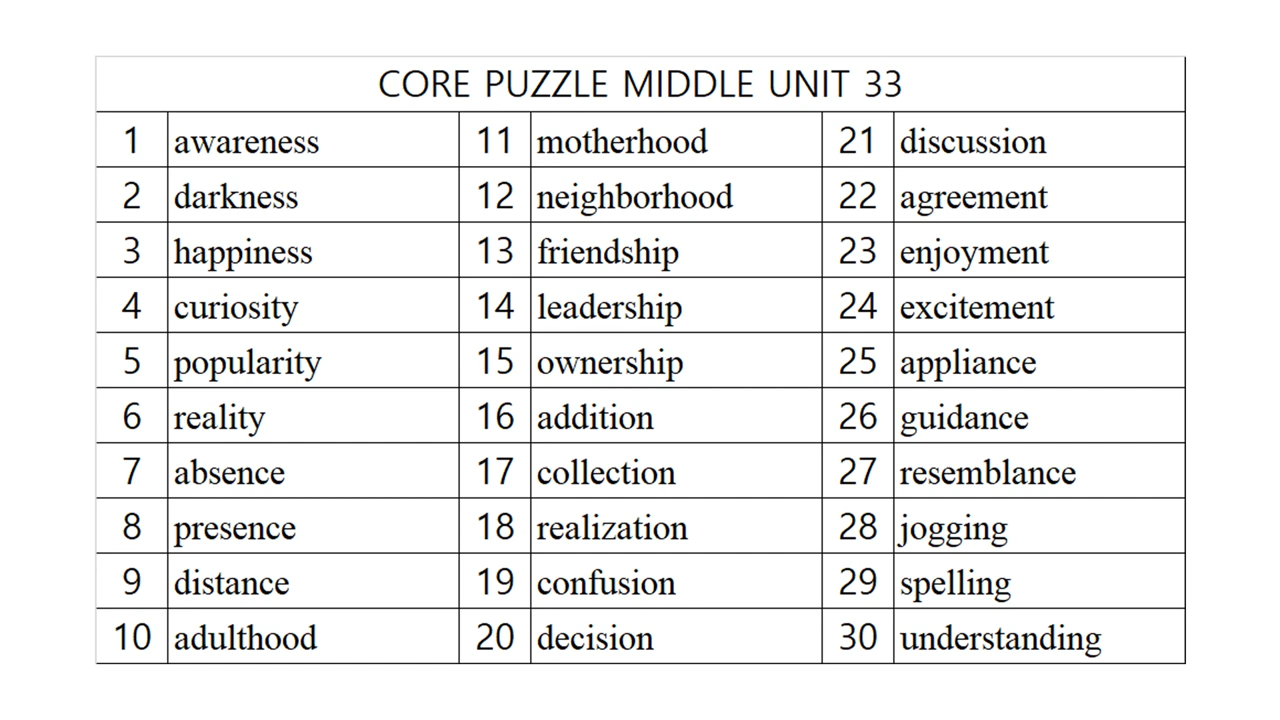 CORE PUZZLE MIDDLE UNIT 33
1 awareness 11 motherhood 21 discussion
2 darkness 12 neighborhood 22 agreement
3 happiness 13 friendship 23 enjoyment
4 curiosity 14 leadership 24 excitement
5 popularity 15 ownership 25 appliance
6 reality 16 addition 26 guidance
7 absence 17 collection 27 resemblance
8 presence 18 realization 28 jogging
9 distance 19 confusion 29 spelling
10 adulthood 20 decision 30 understanding